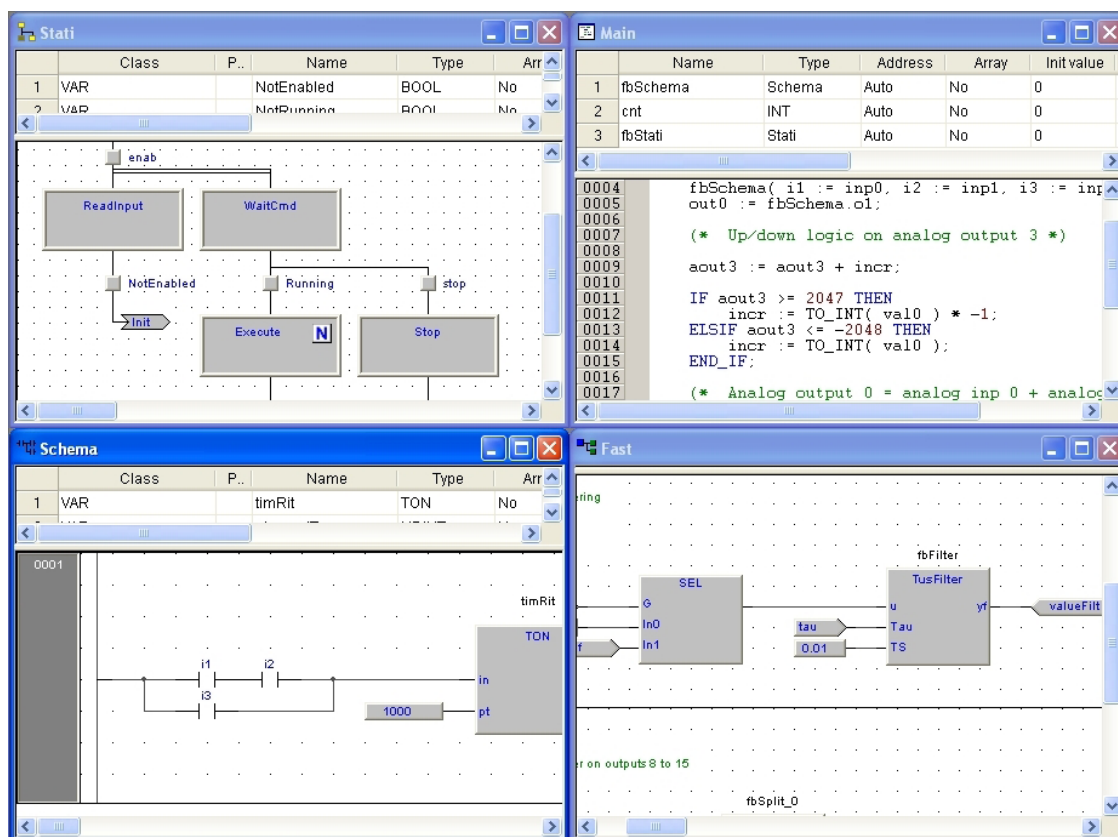 Stati
Class P.. Name Type Arr
1 VAR NotEnabled BOOL No
2 VAR NotRunning BOOL No
enab
ReadInput WaitCmd
NotEnabled Running stop
Init
Execute N Stop
Main
Name Type Address Array Init value
1 fbSchema Schema Auto No 0
2 cnt INT Auto No 0
3 fbStati Stati Auto No 0
0004 fbSchema( i1 := inp0, i2 := inp1, i3 := inp
0005 out0 := fbSchema.o1;
0006
0007 (* Up/down logic on analog output 3 *)
0008
0009 aout3 := aout3 + incr;
0010
0011 IF aout3 >= 2047 THEN
0012 incr := TO_INT( val0 ) * -1;
0013 ELSIF aout3 <= -2048 THEN
0014 incr := TO_INT( val0 );
0015 END_IF;
0016
0017 (* Analog output 0 = analog inp 0 + analog
Schema
Class P.. Name Type Arr
1 VAR timRit TON No
0001
timRit
TON
i1 i2
in
i3
1000 pt
Fast
ering
fbFilter
SEL TusFilter
G u yf valueFilt
In0 tau Tau
f In1 0.01 TS
er on outputs 8 to 15
fbSplit_0